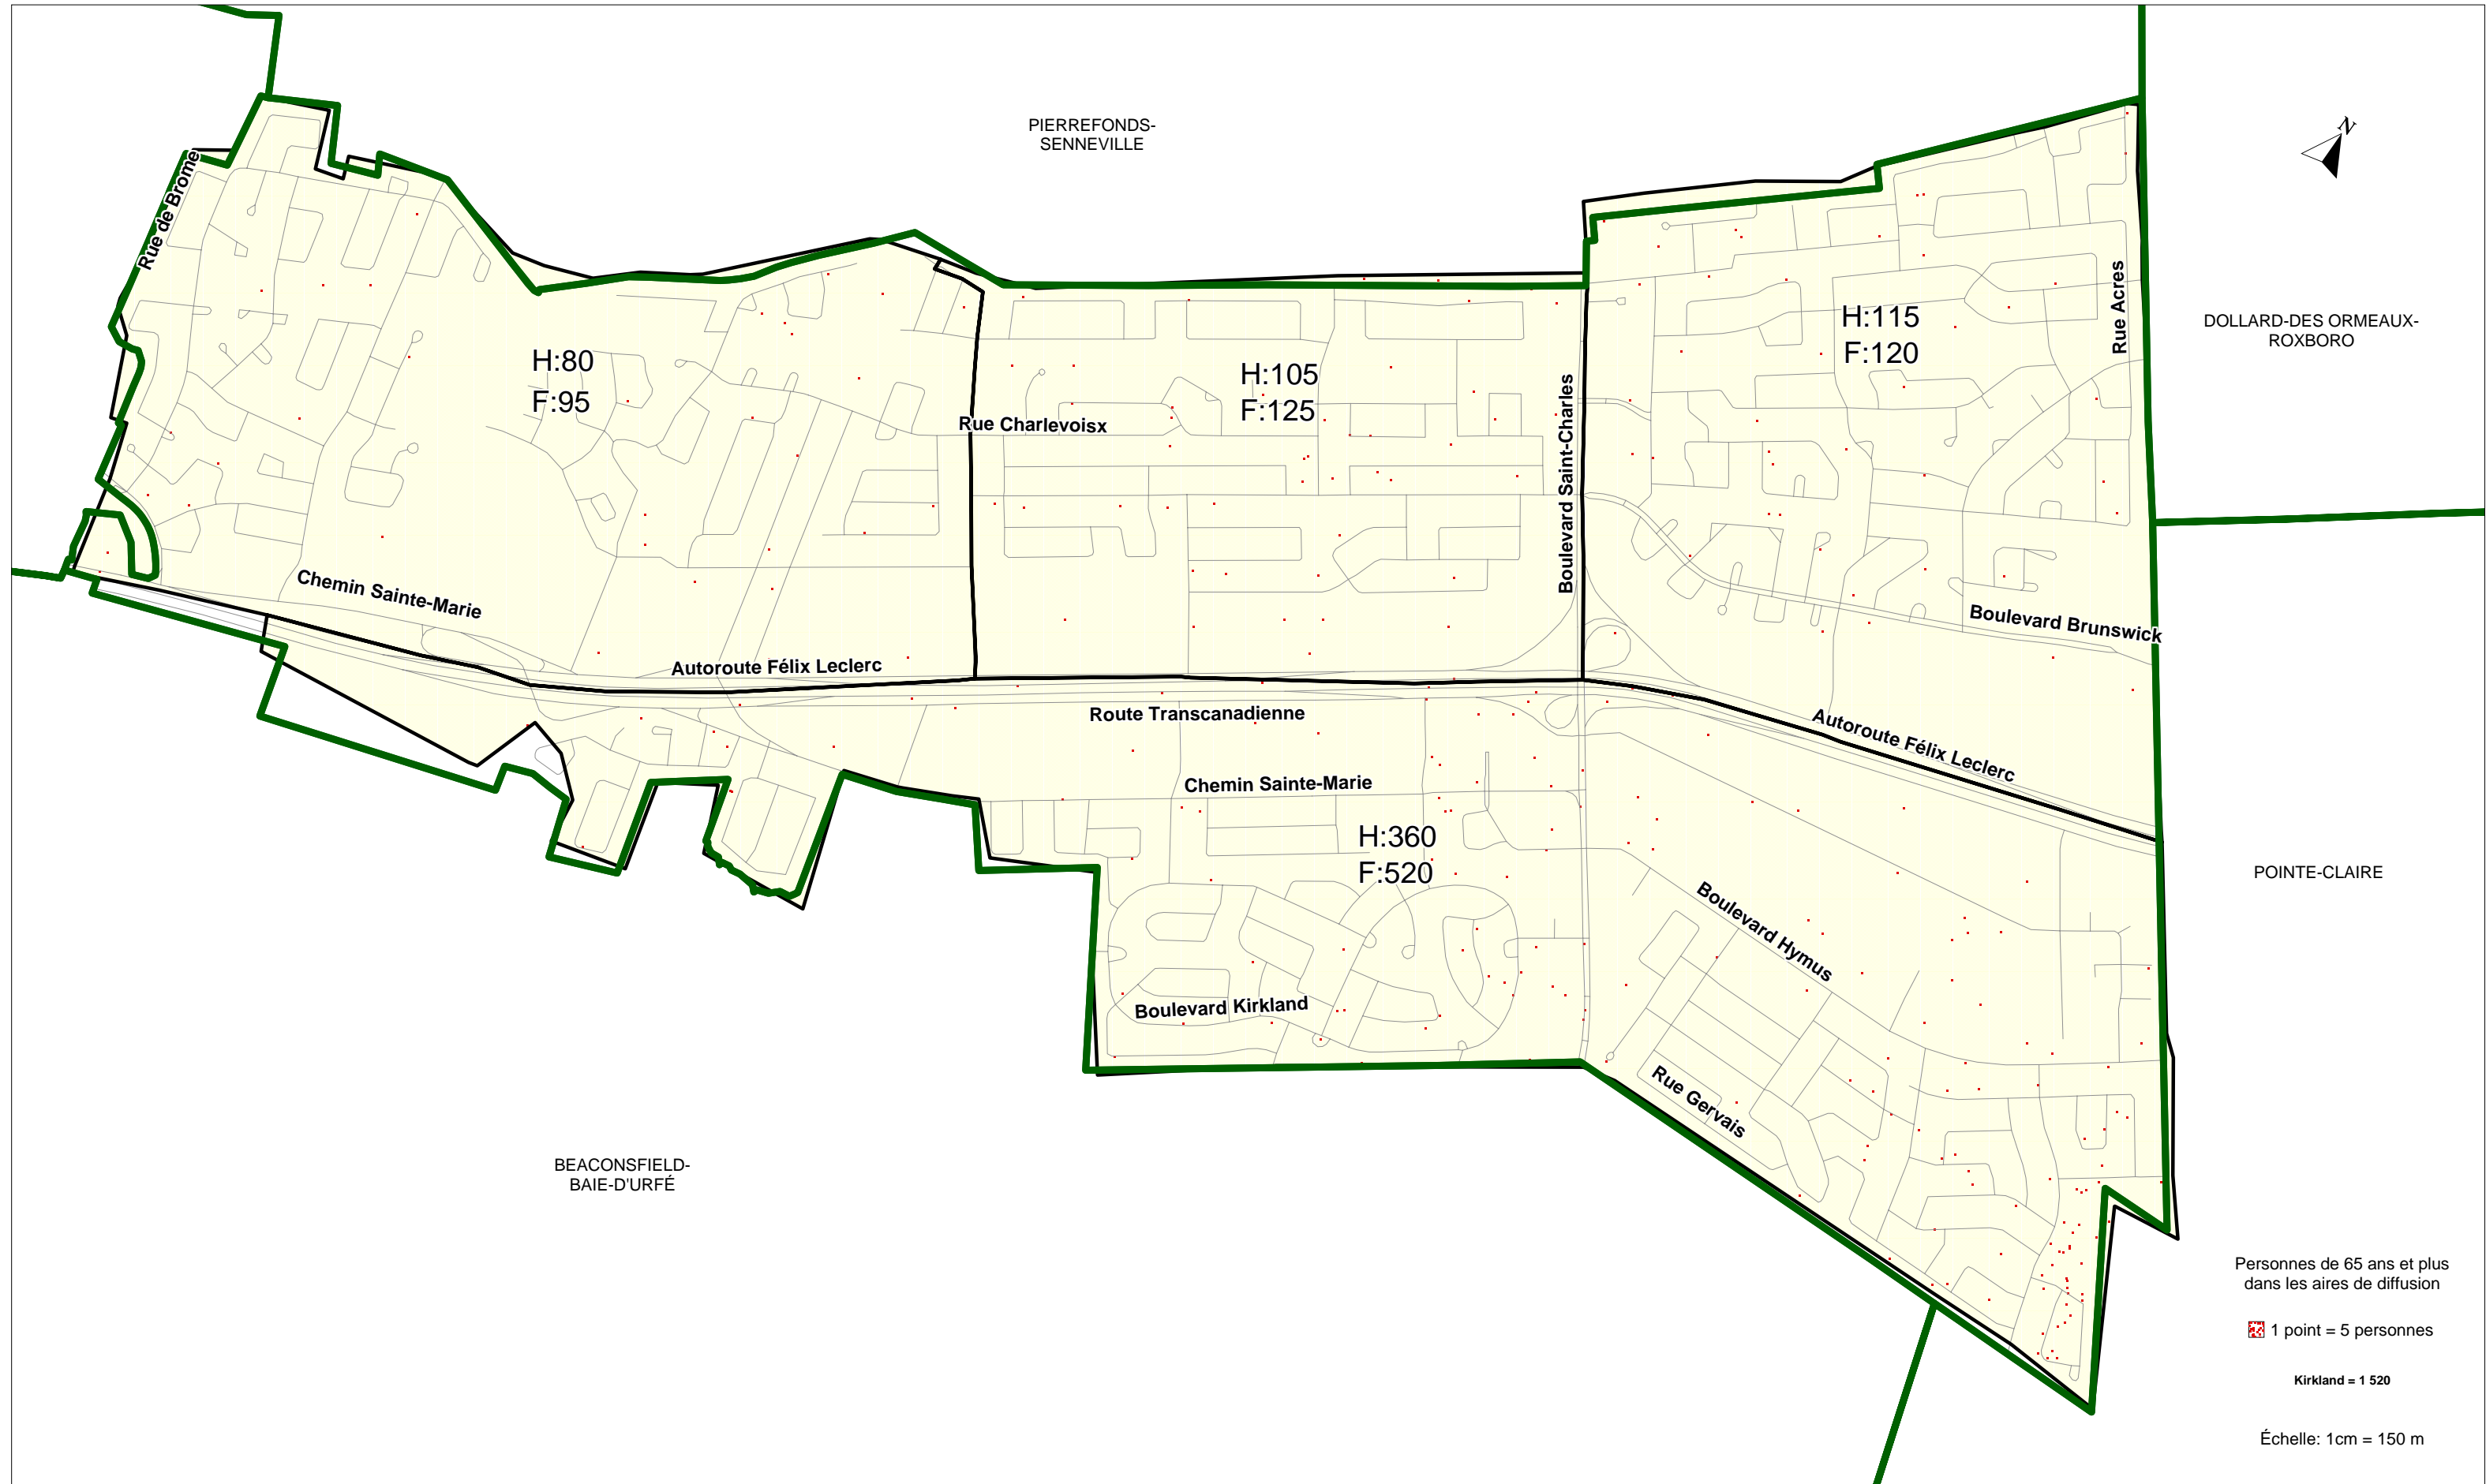 PIERREFONDS-
SENNEVILLE
N
Rue de Brome
Rue Acres
DOLLARD-DES ORMEAUX-
ROXBORO
H:80
F:95
H:105
F:125
H:115
F:120
Rue Charlevoisx
Boulevard Saint-Charles
Chemin Sainte-Marie
Boulevard Brunswick
Autoroute Félix Leclerc
Route Transcanadienne
Autoroute Félix Leclerc
Chemin Sainte-Marie
H:360
F:520
POINTE-CLAIRE
Boulevard Hymus
Boulevard Kirkland
Rue Gervais
BEACONSFIELD-
BAIE-D'URFÉ
Personnes de 65 ans et plus
dans les aires de diffusion
1 point = 5 personnes
Kirkland = 1 520
Échelle: 1cm = 150 m